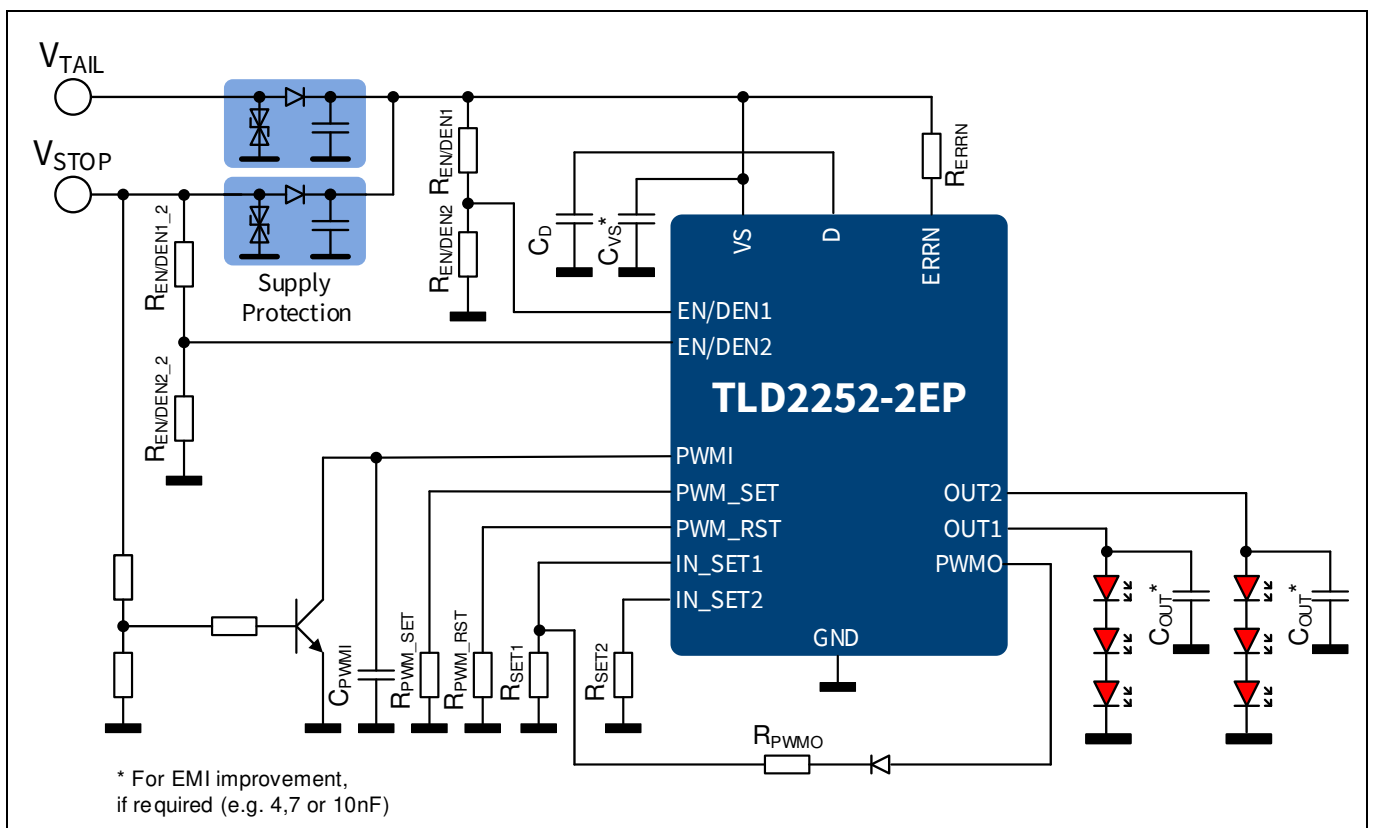 VTAIL
VSTOP
Supply
Protection
REN/DEN1_2
REN/DEN2_2
REN/DEN1
REN/DEN2
CD
CVS*
RERRN
VS
D
ERRN
EN/DEN1
EN/DEN2
TLD2252-2EP
PWMI
PWM_SET
PWM_RST
IN_SET1
IN_SET2
OUT2
OUT1
PWMO
GND
CPWMI
RPWM_SET
RPWM_RST
RSET1
RSET2
COUT*
COUT*
RPWMO
* For EMI improvement,
if required (e.g. 4,7 or 10nF)